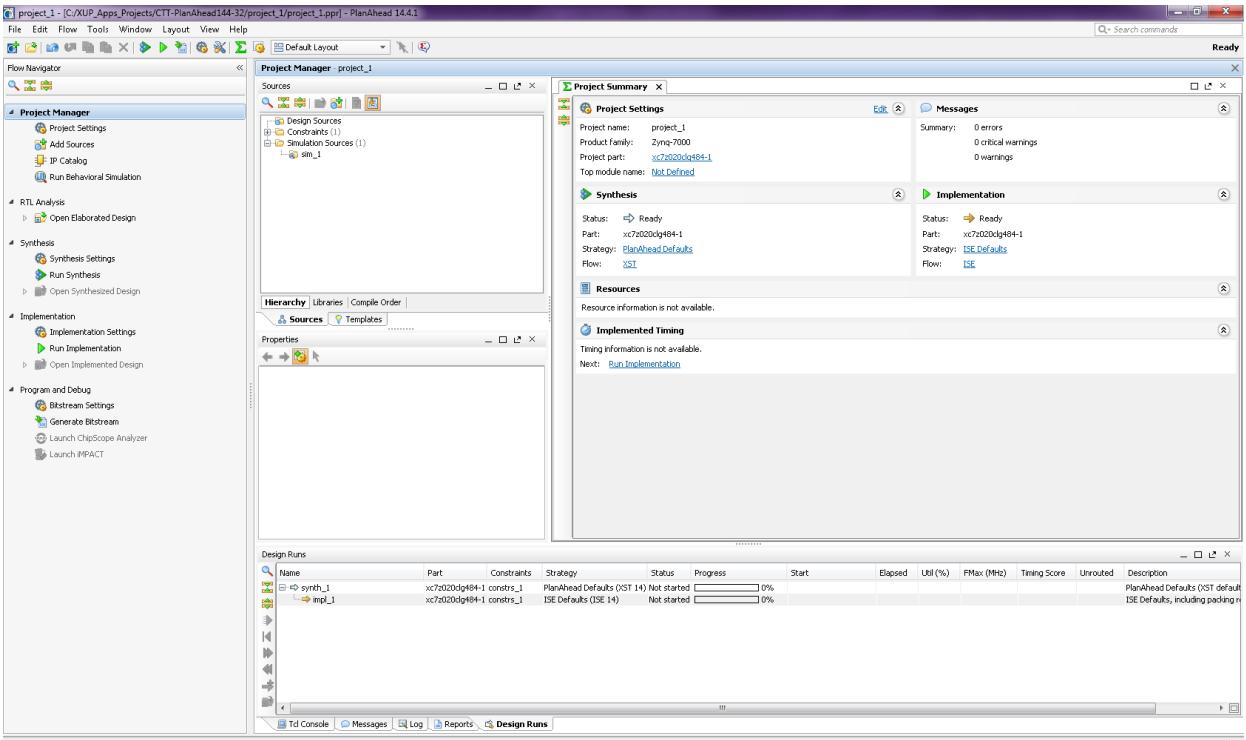 project_1 - [C:/XUP_Apps_Projects/CTT-PlanAhead144-32/project_1/project_1.ppr] - PlanAhead 14.4.1
File Edit Flow Tools Window Layout View Help
Search commands
Default Layout
Ready
Flow Navigator
Project Manager
Project Settings
Add Sources
IP Catalog
Run Behavioral Simulation
RTL Analysis
Open Elaborated Design
Synthesis
Synthesis Settings
Run Synthesis
Open Synthesized Design
Implementation
Implementation Settings
Run Implementation
Open Implemented Design
Program and Debug
Bitstream Settings
Generate Bitstream
Launch ChipScope Analyzer
Launch iMPACT
Project Manager - project_1
Sources
Design Sources
Constraints (1)
Simulation Sources (1)
sim_1
Hierarchy Libraries Compile Order
Sources Templates
Properties
Project Summary
Project Settings Edit
Project name: project_1
Product family: Zynq-7000
Project part: xc7z020clg484-1
Top module name: Not Defined
Messages
Summary: 0 errors
0 critical warnings
0 warnings
Synthesis
Status: Ready
Part: xc7z020clg484-1
Strategy: PlanAhead Defaults
Flow: XST
Implementation
Status: Ready
Part: xc7z020clg484-1
Strategy: ISE Defaults
Flow: ISE
Resources
Resource information is not available.
Implemented Timing
Timing information is not available.
Next: Run Implementation
Design Runs
Name Part Constraints Strategy Status Progress Start Elapsed Util (%) FMax (MHz) Timing Score Unrouted Description
synth_1 xc7z020clg484-1 constrs_1 PlanAhead Defaults (XST 14) Not started 0% PlanAhead Defaults (XST default
impl_1 xc7z020clg484-1 constrs_1 ISE Defaults (ISE 14) Not started 0% ISE Defaults, including packing re
Tcl Console Messages Log Reports Design Runs